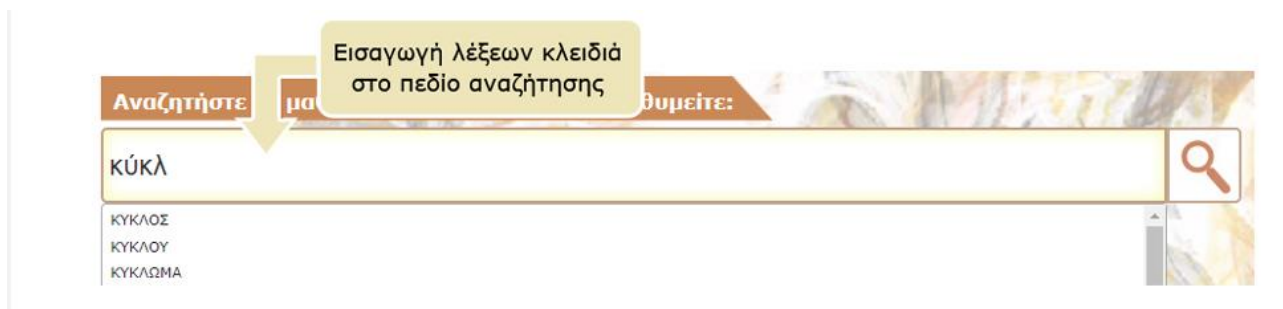 Εισαγωγή λέξεων κλειδιά
στο πεδίο αναζήτησης
Αναζητήστε θυμείτε:
κύκλ
ΚΥΚΛΟΣ
ΚΥΚΛΟΥ
ΚΥΚΛΩΜΑ